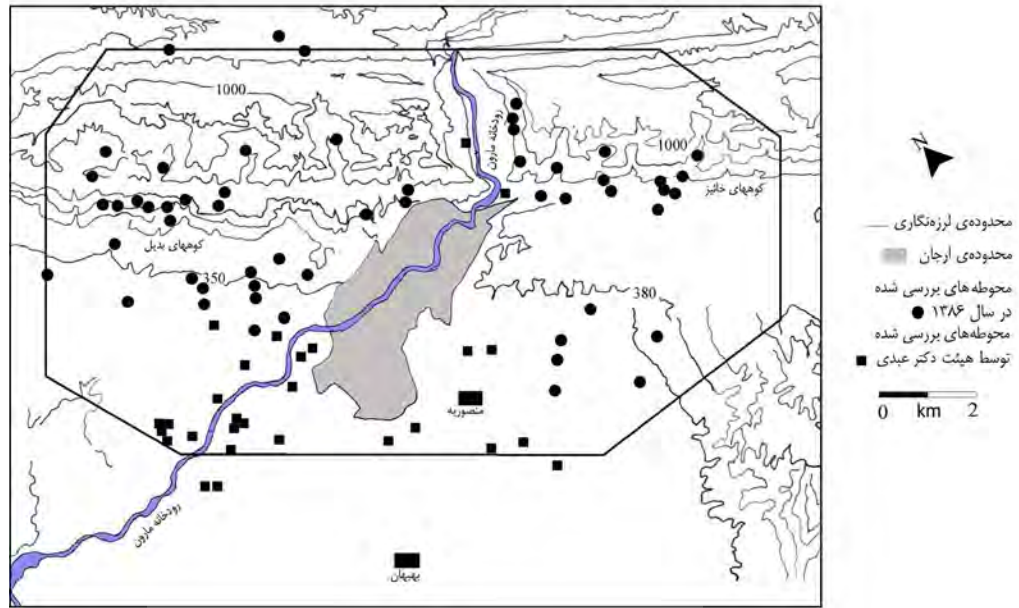 1000
رودخانه مارون
1000
کوههای خائیز
کوههای بدیل
350
380
منصوریه
رودخانه مارون
بهبهان
N
محدوده‌ی لرزه‌نگاری
محدوده‌ی ارجان
محوطه‌های بررسی شده
در سال ۱۳۸۶
محوطه‌های بررسی شده
توسط هیئت دکتر عبدی
0 km 2